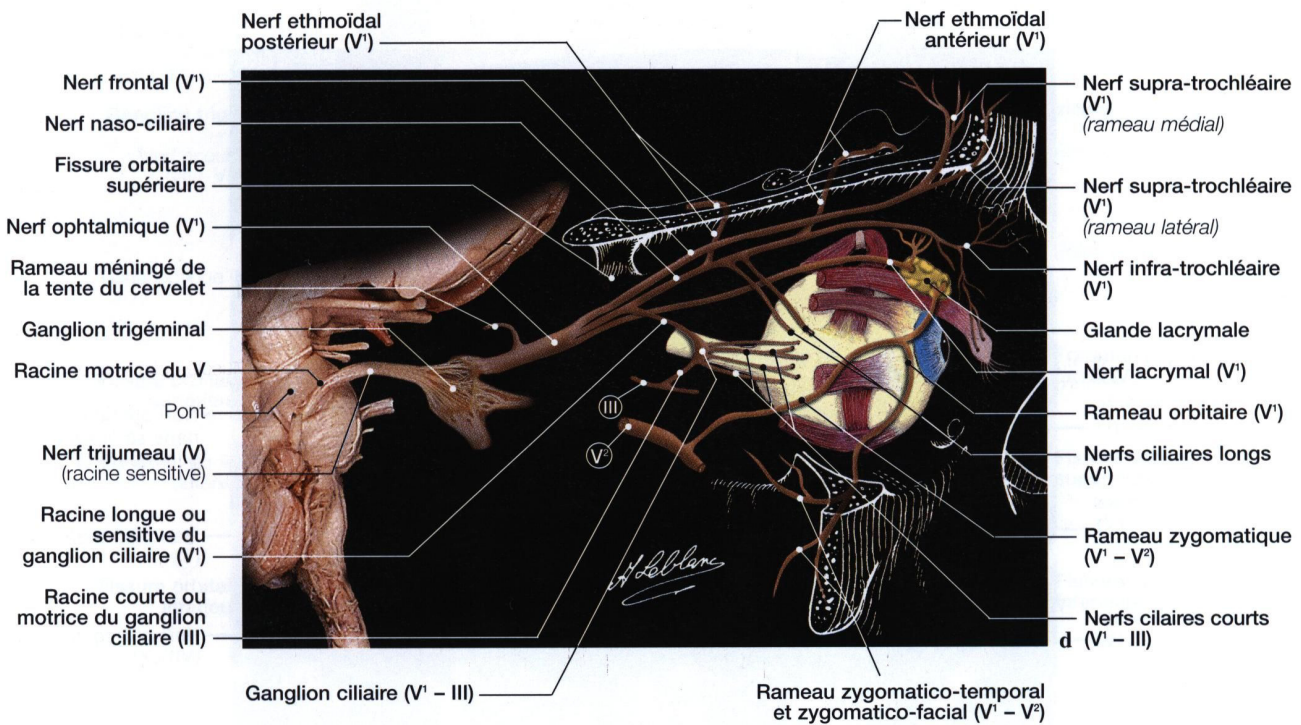 Nerf ethmoïdal
postérieur (V¹)
Nerf ethmoïdal
antérieur (V¹)
Nerf frontal (V¹)
Nerf naso-ciliaire
Fissure orbitaire
supérieure
Nerf ophtalmique (V¹)
Rameau méningé de
la tente du cervelet
Ganglion trigéminal
Racine motrice du V
Pont
Nerf trijumeau (V)
(racine sensitive)
Racine longue ou
sensitive du
ganglion ciliaire (V¹)
Racine courte ou
motrice du ganglion
ciliaire (III)
Ganglion ciliaire (V¹ – III)
III
V²
A Leblanc
Nerf supra-trochléaire
(V¹)
(rameau médial)
Nerf supra-trochléaire
(V¹)
(rameau latéral)
Nerf infra-trochléaire
(V¹)
Glande lacrymale
Nerf lacrymal (V¹)
Rameau orbitaire (V¹)
Nerfs ciliaires longs
(V¹)
Rameau zygomatique
(V¹ – V²)
Nerfs cilaires courts
(V¹ – III)
d
Rameau zygomatico-temporal
et zygomatico-facial (V¹ – V²)